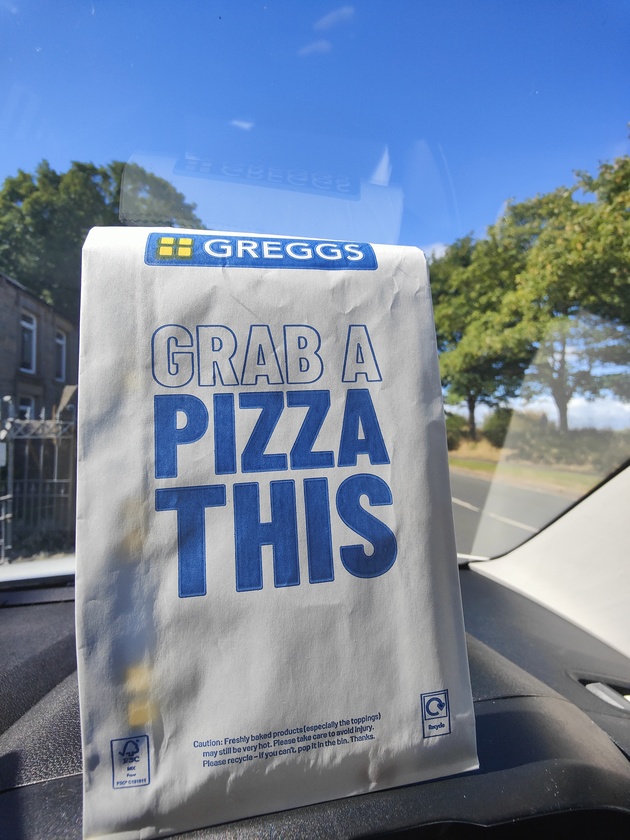 GREGGS
GRAB A
PIZZA
THIS
Caution: Freshly baked products (especially the toppings)
may still be very hot. Please take care to avoid injury.
Please recycle – if you can't, pop it in the bin. Thanks.
Recycle
FSC
MIX